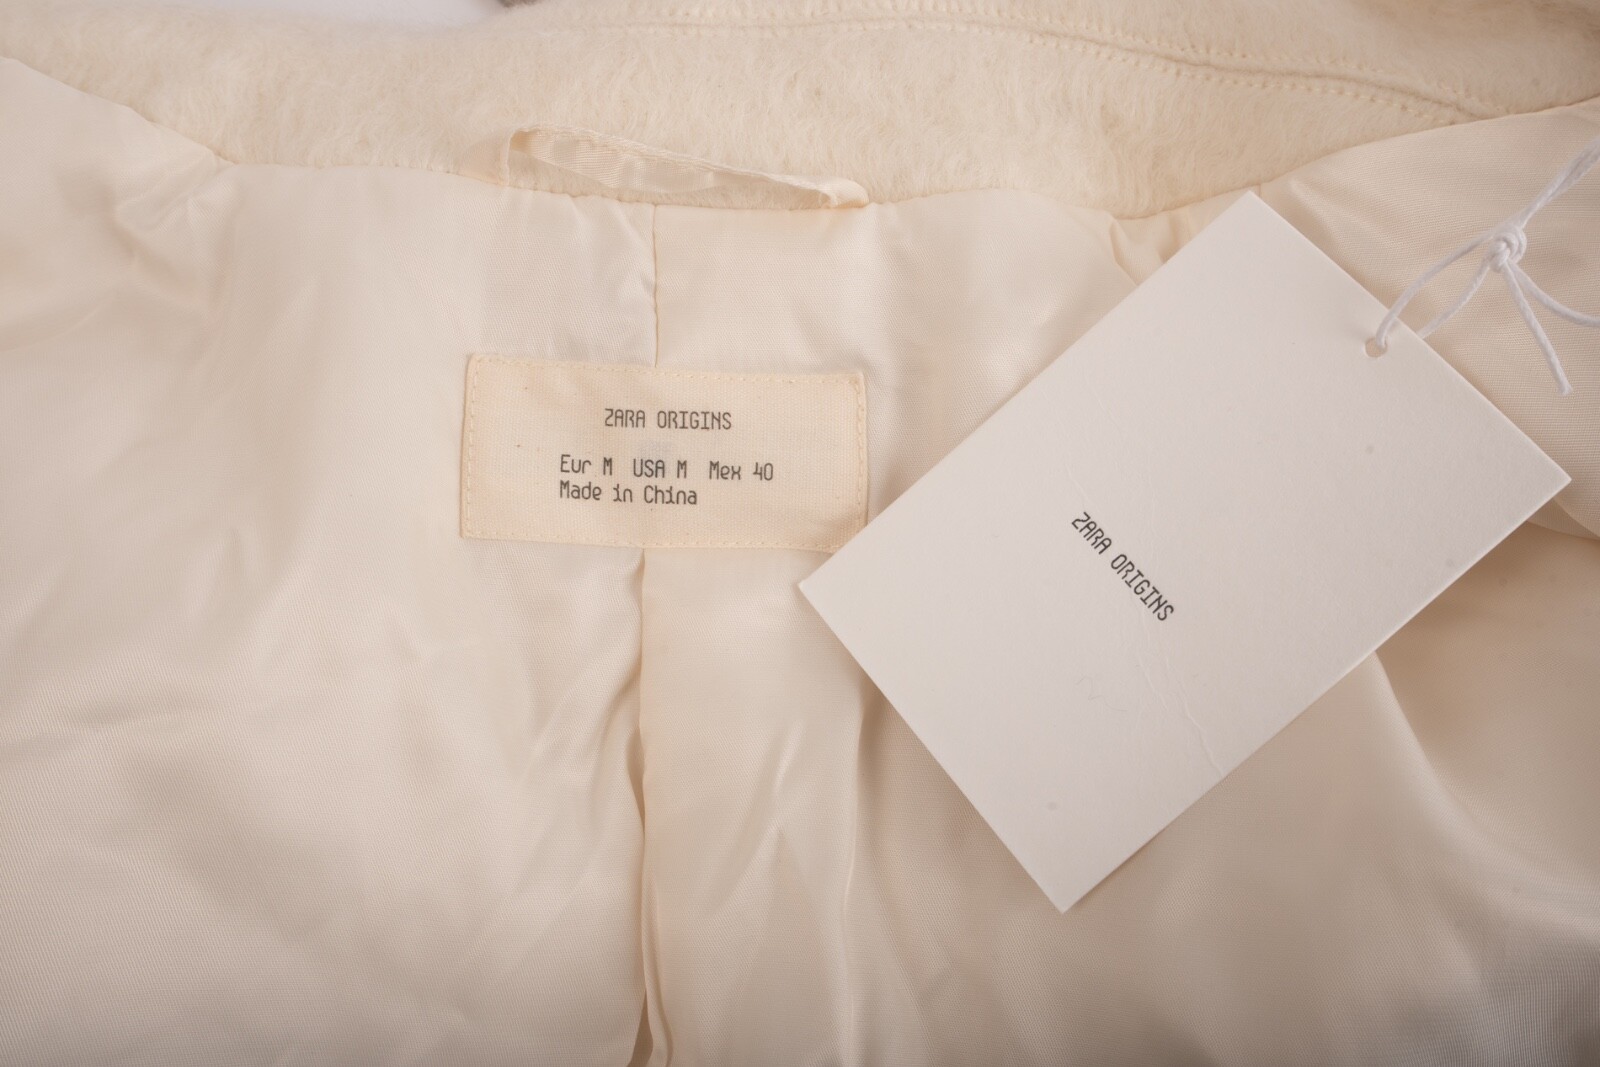 ZARA ORIGINS
Eur M USA M Mex 40
Made in China
ZARA ORIGINS